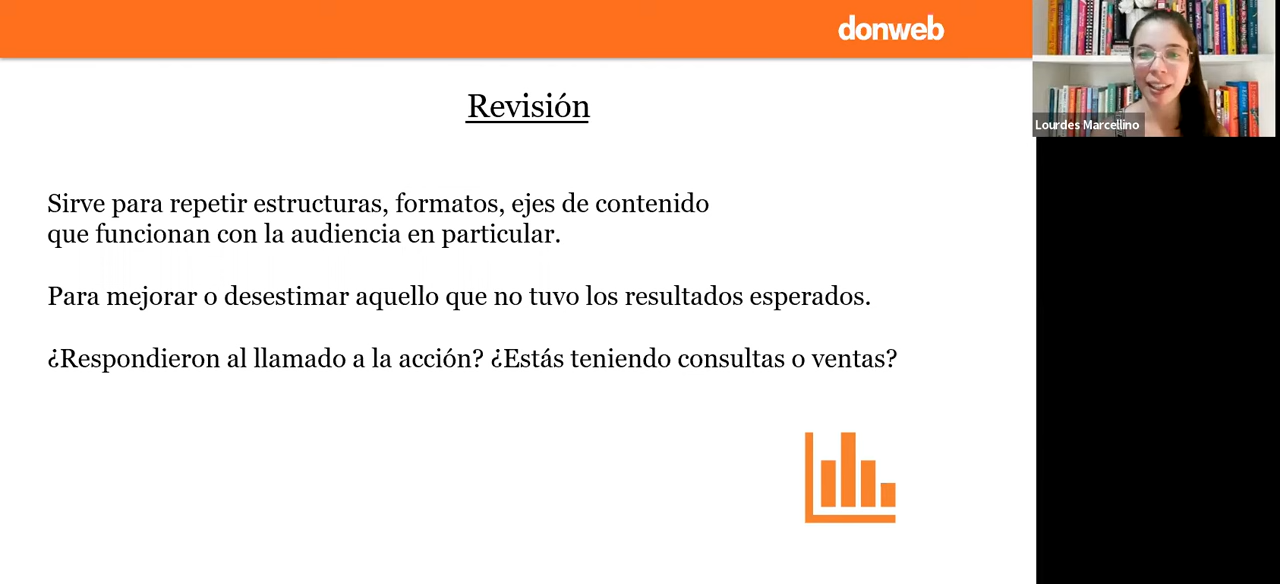 donweb
Lourdes Marcellino
Revisión
Sirve para repetir estructuras, formatos, ejes de contenido
que funcionan con la audiencia en particular.
Para mejorar o desestimar aquello que no tuvo los resultados esperados.
¿Respondieron al llamado a la acción? ¿Estás teniendo consultas o ventas?